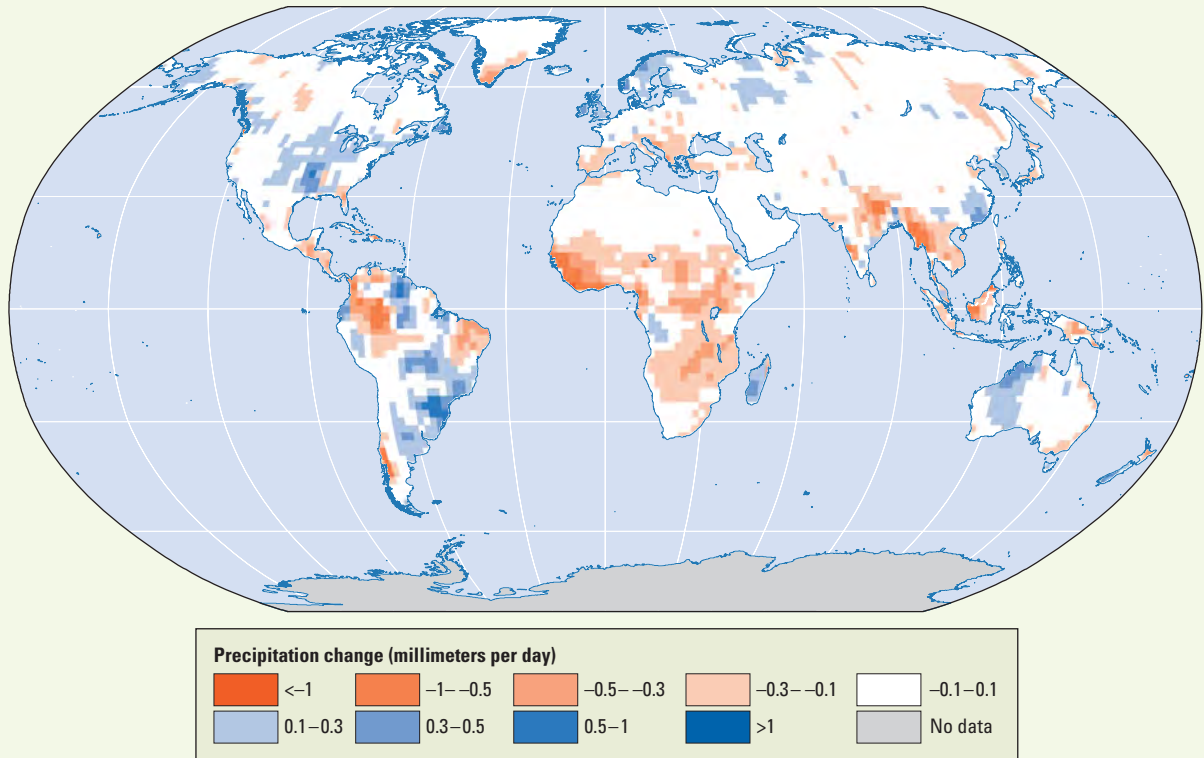 Precipitation change (millimeters per day)
<–1 –1– –0.5 –0.5– –0.3 –0.3– –0.1 –0.1–0.1
0.1–0.3 0.3–0.5 0.5–1 >1 No data